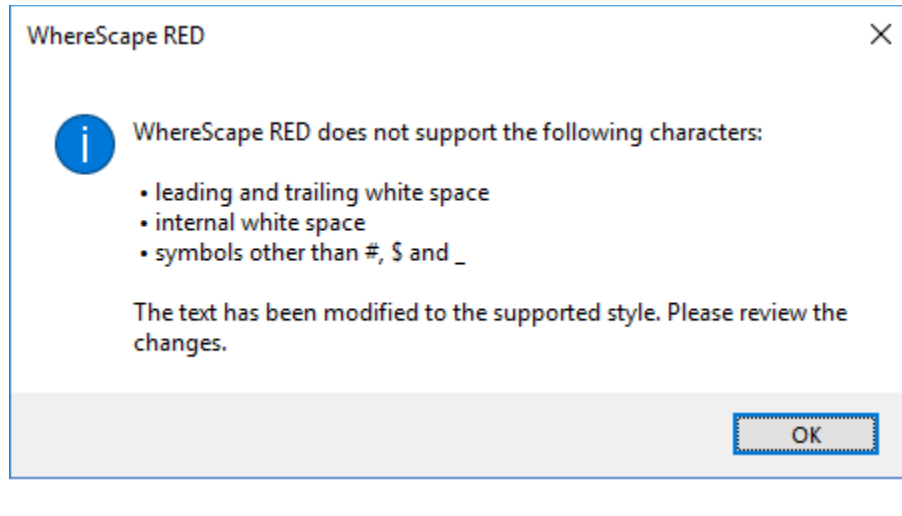 WhereScape RED
WhereScape RED does not support the following characters:
• leading and trailing white space
• internal white space
• symbols other than #, $ and _
The text has been modified to the supported style. Please review the
changes.
OK